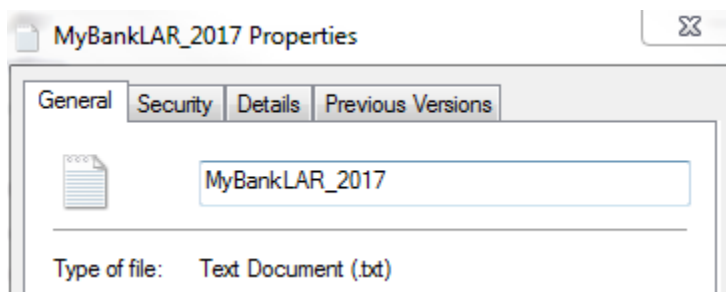 MyBankLAR_2017 Properties
General Security Details Previous Versions
MyBankLAR_2017
Type of file: Text Document (.txt)